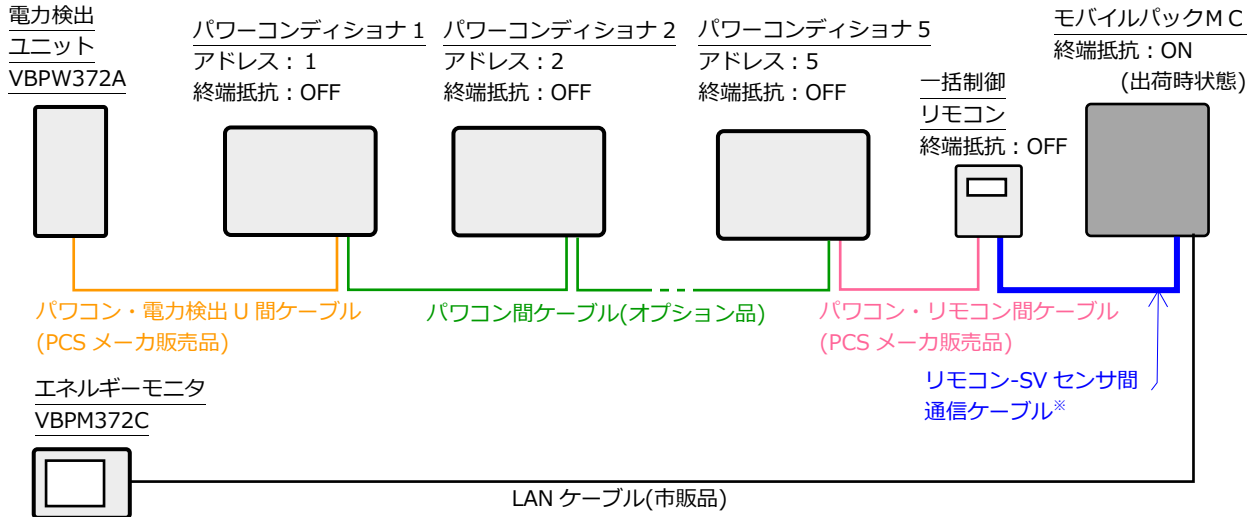 電力検出
ユニット
VBPW372A
パワーコンディショナ 1
アドレス： 1
終端抵抗：OFF
パワーコンディショナ 2
アドレス：2
終端抵抗：OFF
パワーコンディショナ 5
アドレス：5
終端抵抗：OFF
一括制御
リモコン
終端抵抗：OFF
モバイルパックＭＣ
終端抵抗：ON
(出荷時状態)
パワコン・電力検出 U 間ケーブル
(PCS メーカ販売品)
パワコン間ケーブル(オプション品)
パワコン・リモコン間ケーブル
(PCS メーカ販売品)
リモコン-SV センサ間
通信ケーブル※
エネルギーモニタ
VBPM372C
LAN ケーブル(市販品)